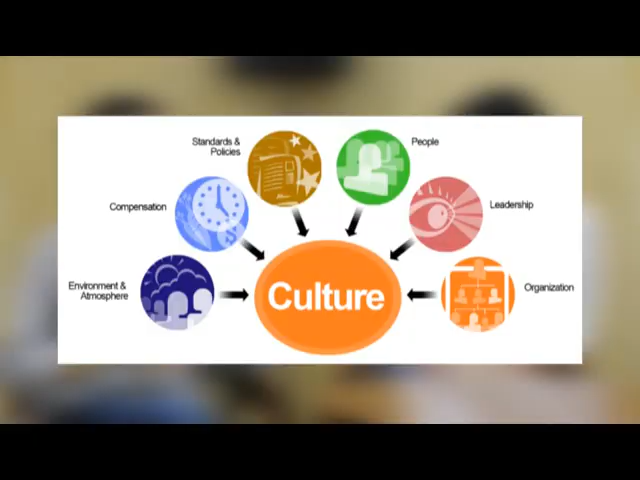 Standards &
Policies
People
Compensation
Leadership
Environment &
Atmosphere
Culture
Organization